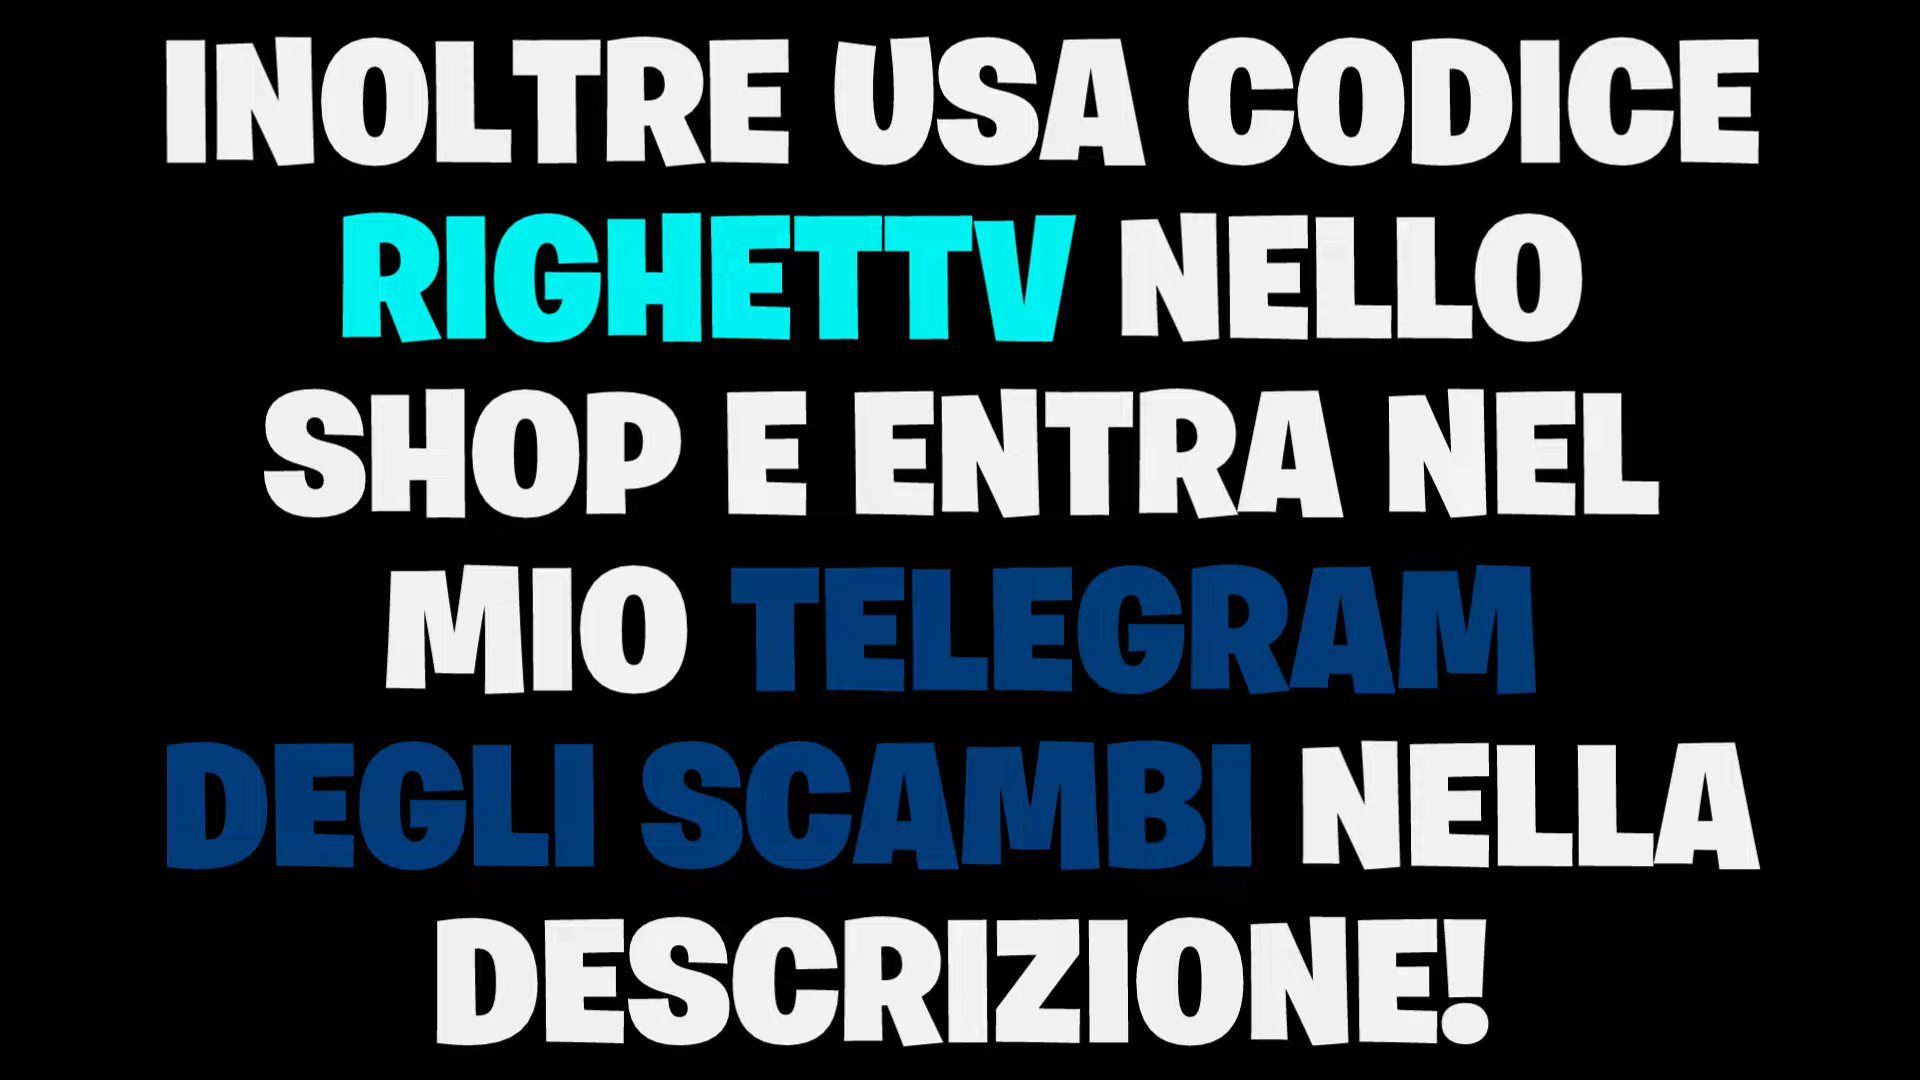 INOLTRE USA CODICE
RIGHETTV NELLO
SHOP E ENTRA NEL
MIO TELEGRAM
DEGLI SCAMBI NELLA
DESCRIZIONE!